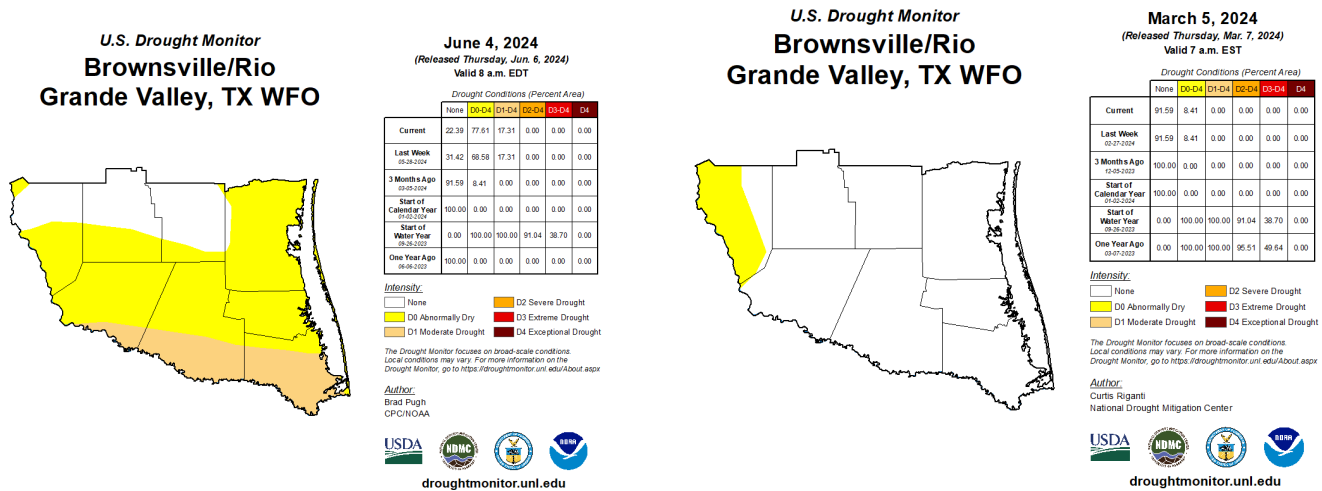 U.S. Drought Monitor
Brownsville/Rio
Grande Valley, TX WFO
June 4, 2024
(Released Thursday, Jun. 6, 2024)
Valid 8 a.m. EDT
Drought Conditions (Percent Area)
None D0-D4 D1-D4 D2-D4 D3-D4 D4
Current 22.39 77.61 17.31 0.00 0.00 0.00
Last Week
05-28-2024 31.42 68.58 17.31 0.00 0.00 0.00
3 Months Ago
03-05-2024 91.59 8.41 0.00 0.00 0.00 0.00
Start of
Calendar Year
01-02-2024 100.00 0.00 0.00 0.00 0.00 0.00
Start of
Water Year
09-26-2023 0.00 100.00 100.00 91.04 38.70 0.00
One Year Ago
06-06-2023 100.00 0.00 0.00 0.00 0.00 0.00
Intensity:
None
D0 Abnormally Dry
D1 Moderate Drought
D2 Severe Drought
D3 Extreme Drought
D4 Exceptional Drought
The Drought Monitor focuses on broad-scale conditions.
Local conditions may vary. For more information on the
Drought Monitor, go to https://droughtmonitor.unl.edu/About.aspx
Author:
Brad Pugh
CPC/NOAA
USDA
NDMC
NOAA
droughtmonitor.unl.edu
U.S. Drought Monitor
Brownsville/Rio
Grande Valley, TX WFO
March 5, 2024
(Released Thursday, Mar. 7, 2024)
Valid 7 a.m. EST
Drought Conditions (Percent Area)
None D0-D4 D1-D4 D2-D4 D3-D4 D4
Current 91.59 8.41 0.00 0.00 0.00 0.00
Last Week
02-27-2024 91.59 8.41 0.00 0.00 0.00 0.00
3 Months Ago
12-05-2023 100.00 0.00 0.00 0.00 0.00 0.00
Start of
Calendar Year
01-02-2024 100.00 0.00 0.00 0.00 0.00 0.00
Start of
Water Year
09-26-2023 0.00 100.00 100.00 91.04 38.70 0.00
One Year Ago
03-07-2023 0.00 100.00 100.00 95.51 49.64 0.00
Intensity:
None
D0 Abnormally Dry
D1 Moderate Drought
D2 Severe Drought
D3 Extreme Drought
D4 Exceptional Drought
The Drought Monitor focuses on broad-scale conditions.
Local conditions may vary. For more information on the
Drought Monitor, go to https://droughtmonitor.unl.edu/About.aspx
Author:
Curtis Riganti
National Drought Mitigation Center
USDA
NDMC
NOAA
droughtmonitor.unl.edu